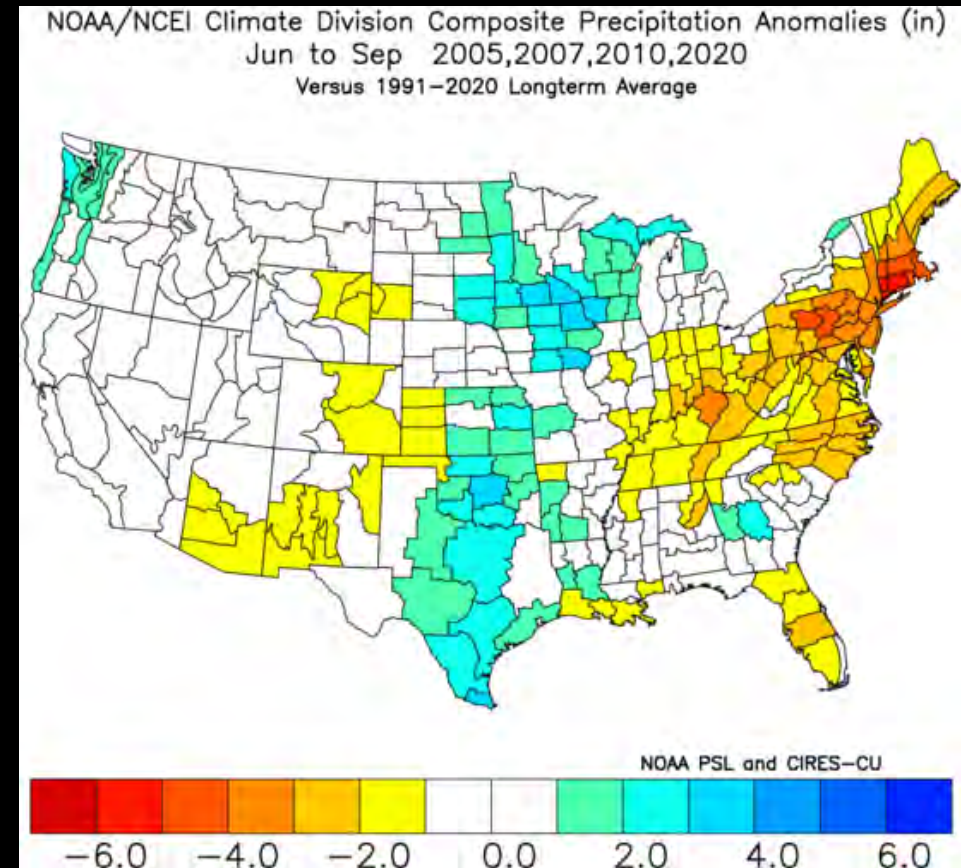 NOAA/NCEI Climate Division Composite Precipitation Anomalies (in)
Jun to Sep 2005,2007,2010,2020
Versus 1991-2020 Longterm Average
NOAA PSL and CIRES-CU
-6.0 -4.0 -2.0 0.0 2.0 4.0 6.0